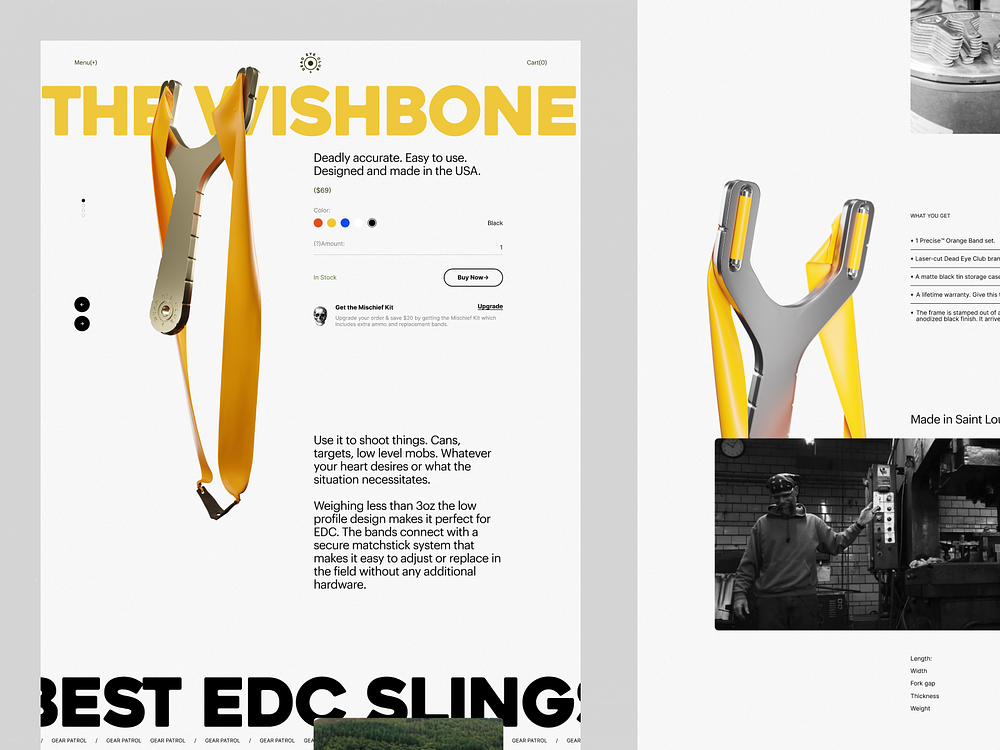 Menu(+)
DEAD EYE CLUB
Cart(0)
THE WISHBONE
Deadly accurate. Easy to use.
Designed and made in the USA.
($69)
Color:
Black
(?)Amount:
1
In Stock
Buy Now→
Get the Mischief Kit
Upgrade
Upgrade your order & save $20 by getting the Mischief Kit which
includes extra ammo and replacement bands.
Use it to shoot things. Cans,
targets, low level mobs. Whatever
your heart desires or what the
situation necessitates.
Weighing less than 3oz the low
profile design makes it perfect for
EDC. The bands connect with a
secure matchstick system that
makes it easy to adjust or replace in
the field without any additional
hardware.
BEST EDC SLINGS
/ GEAR PATROL / GEAR PATROL GEAR PATROL / GEAR PATROL / GEAR PATROL / GEA
GEAR PATROL / GEAR
WHAT YOU GET
• 1 Precise™ Orange Band set.
• Laser-cut Dead Eye Club bran
• A matte black tin storage case
• A lifetime warranty. Give this t
• The frame is stamped out of a
anodized black finish. It arrive
Made in Saint Lou
Length:
Width
Fork gap
Thickness
Weight